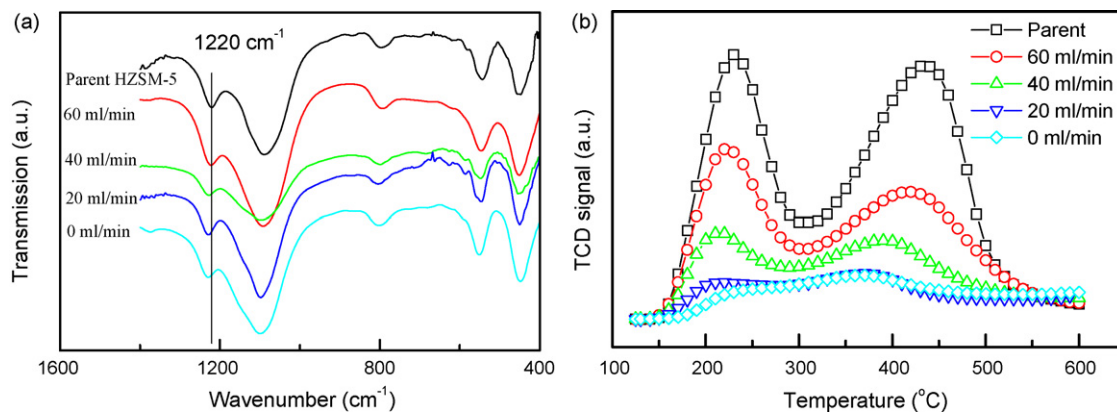 (a)
1220 cm⁻¹
Parent HZSM-5
60 ml/min
40 ml/min
20 ml/min
0 ml/min
Transmission (a.u.)
1600 1200 800 400
Wavenumber (cm⁻¹)
(b)
Parent
60 ml/min
40 ml/min
20 ml/min
0 ml/min
TCD signal (a.u.)
100 200 300 400 500 600
Temperature (°C)